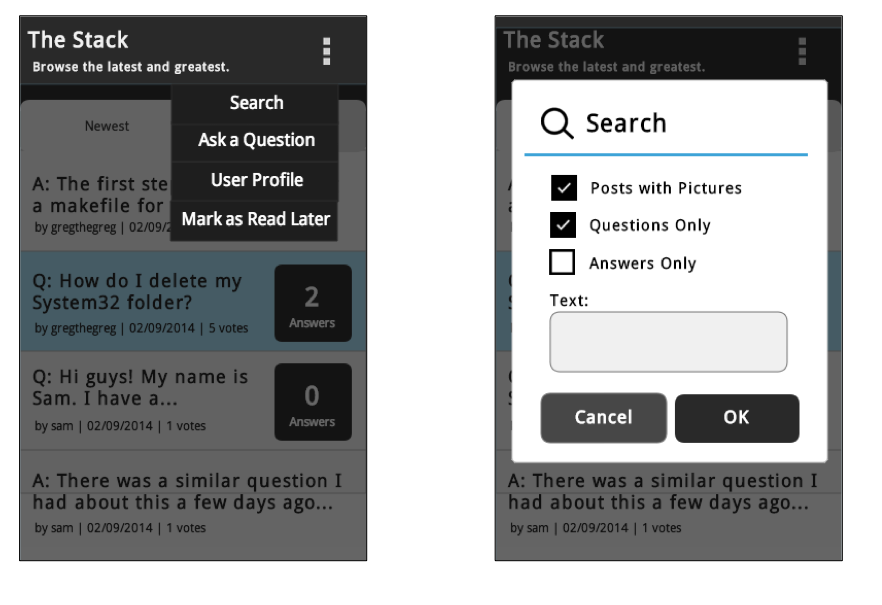 The Stack
Browse the latest and greatest.
Search
Ask a Question
User Profile
Mark as Read Later
Newest
A: The first ste
a makefile for
by gregthegreg | 02/09/2
Q: How do I delete my
System32 folder?
by gregthegreg | 02/09/2014 | 5 votes
2
Answers
Q: Hi guys! My name is
Sam. I have a...
by sam | 02/09/2014 | 1 votes
0
Answers
A: There was a similar question I
had about this a few days ago...
by sam | 02/09/2014 | 1 votes
The Stack
Browse the latest and greatest.
Search
Posts with Pictures
Questions Only
Answers Only
Text:
Cancel
OK
A: There was a similar question I
had about this a few days ago...
by sam | 02/09/2014 | 1 votes